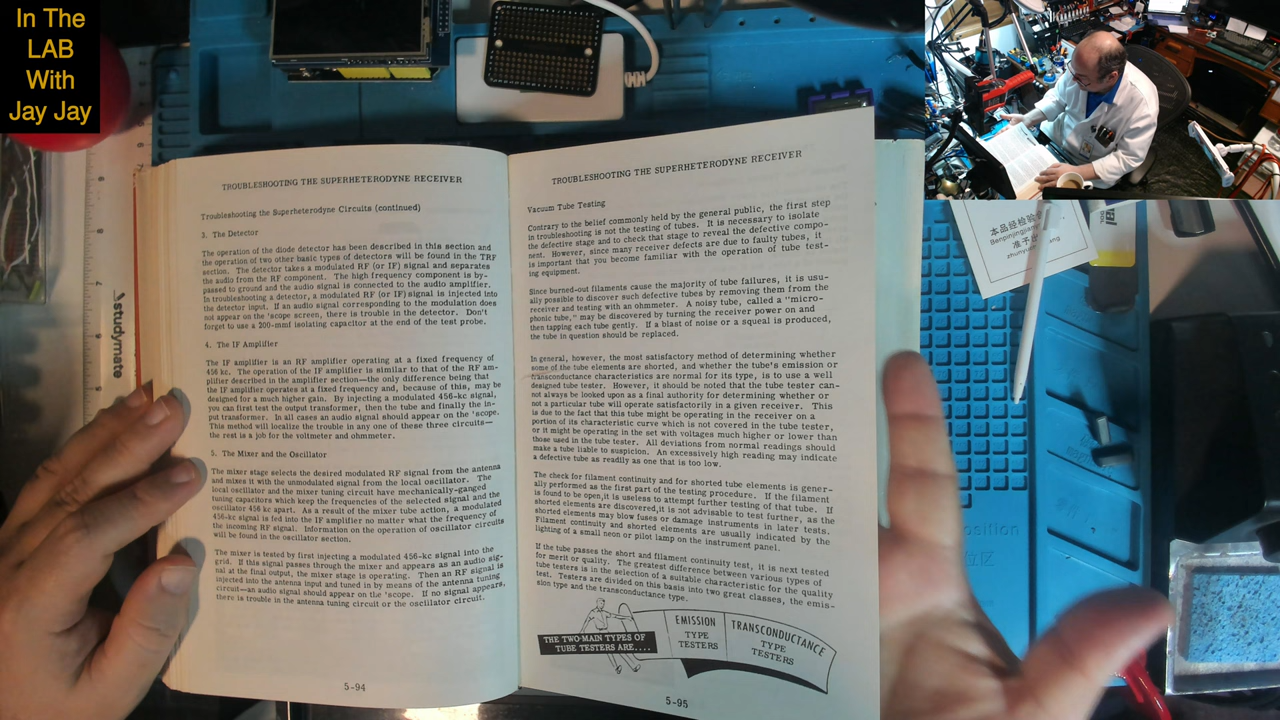 In The
LAB
With
Jay Jay
TROUBLESHOOTING THE SUPERHETERODYNE RECEIVER
Troubleshooting the Superheterodyne Circuits (continued)
3. The Detector
The operation of the diode detector has been described in this section and
the operation of two other basic types of detectors will be found in the TRF
section. The detector takes a modulated RF (or IF) signal and separates
the audio from the RF component. The high frequency component is by-
passed to ground and the audio signal is connected to the audio amplifier.
In troubleshooting a detector, a modulated RF (or IF) signal is injected into
the detector input. If an audio signal corresponding to the modulation does
not appear on the 'scope screen, there is trouble in the detector. Don't
forget to use a 200-mmf isolating capacitor at the end of the test probe.
4. The IF Amplifier
The IF amplifier is an RF amplifier operating at a fixed frequency of
456 kc. The operation of the IF amplifier is similar to that of the RF am-
plifier described in the amplifier section—the only difference being that
the IF amplifier operates at a fixed frequency and, because of this, may be
designed for a much higher gain. By injecting a modulated 456-kc signal,
you can first test the output transformer, then the tube and finally the in-
put transformer. In all cases an audio signal should appear on the 'scope.
This method will localize the trouble in any one of these three circuits—
the rest is a job for the voltmeter and ohmmeter.
5. The Mixer and the Oscillator
The mixer stage selects the desired modulated RF signal from the antenna
and mixes it with the unmodulated signal from the local oscillator. The
local oscillator and the mixer tuning circuit have mechanically-ganged
tuning capacitors which keep the frequencies of the selected signal and the
oscillator 456 kc apart. As a result of the mixer tube action, a modulated
456-kc signal is fed into the IF amplifier no matter what the frequency of
the incoming RF signal. Information on the operation of oscillator circuits
will be found in the oscillator section.
The mixer is tested by first injecting a modulated 456-kc signal into the
grid. If this signal passes through the mixer and appears as an audio sig-
nal at the final output, the mixer stage is operating. Then an RF signal is
injected into the antenna input and tuned in by means of the antenna tuning
circuit—an audio signal should appear on the 'scope. If no signal appears,
there is trouble in the antenna tuning circuit or the oscillator circuit.
5-94
TROUBLESHOOTING THE SUPERHETERODYNE RECEIVER
Vacuum Tube Testing
Contrary to the belief commonly held by the general public, the first step
in troubleshooting is not the testing of tubes. It is necessary to isolate
the defective stage and to check that stage to reveal the defective compo-
nent. However, since many receiver defects are due to faulty tubes, it
is important that you become familiar with the operation of tube test-
ing equipment.
Since burned-out filaments cause the majority of tube failures, it is usu-
ally possible to discover such defective tubes by removing them from the
receiver and testing with an ohmmeter. A noisy tube, called a "micro-
phonic tube," may be discovered by turning the receiver power on and
then tapping each tube gently. If a blast of noise or a squeal is produced,
the tube in question should be replaced.
In general, however, the most satisfactory method of determining whether
some of the tube elements are shorted, and whether the tube's emission or
transconductance characteristics are normal for its type, is to use a well
designed tube tester. However, it should be noted that the tube tester can-
not always be looked upon as a final authority for determining whether or
not a particular tube will operate satisfactorily in a given receiver. This
is due to the fact that this tube might be operating in the receiver on a
portion of its characteristic curve which is not covered in the tube tester,
or it might be operating in the set with voltages much higher or lower than
those used in the tube tester. All deviations from normal readings should
make a tube liable to suspicion. An excessively high reading may indicate
a defective tube as readily as one that is too low.
The check for filament continuity and for shorted tube elements is gener-
ally performed as the first part of the testing procedure. If the filament
is found to be open,it is useless to attempt further testing of that tube. If
shorted elements are discovered,it is not advisable to test further, as the
shorted elements may blow fuses or damage instruments in later tests.
Filament continuity and shorted elements are usually indicated by the
lighting of a small neon or pilot lamp on the instrument panel.
If the tube passes the short and filament continuity test, it is next tested
for merit or quality. The greatest difference between various types of
tube testers is in the selection of a suitable characteristic for the quality
test. Testers are divided on this basis into two great classes, the emis-
sion type and the transconductance type.
THE TWO MAIN TYPES OF
TUBE TESTERS ARE....
EMISSION
TYPE
TESTERS
TRANSCONDUCTANCE
TYPE
TESTERS
5-95
studymate
本品经检验
准子